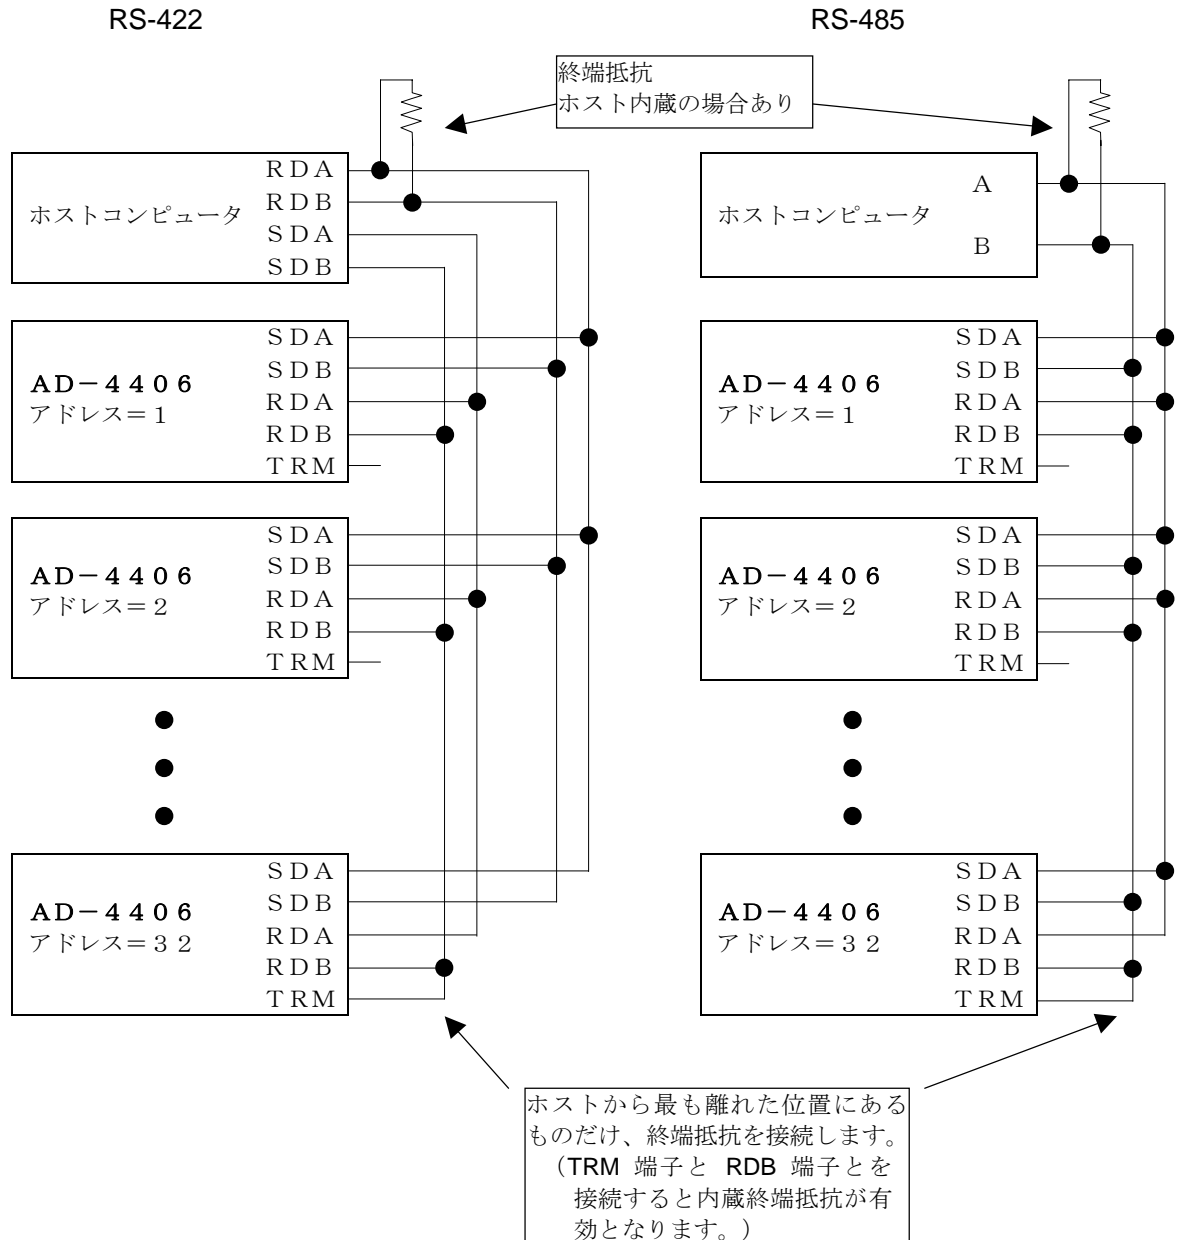 RS-422
RS-485
終端抵抗
ホスト内蔵の場合あり
ホストコンピュータ
ＲＤＡ
ＲＤＢ
ＳＤＡ
ＳＤＢ
ホストコンピュータ
Ａ
Ｂ
ＡＤ－４４０６
アドレス＝１
ＳＤＡ
ＳＤＢ
ＲＤＡ
ＲＤＢ
ＴＲＭ
ＡＤ－４４０６
アドレス＝１
ＳＤＡ
ＳＤＢ
ＲＤＡ
ＲＤＢ
ＴＲＭ
ＡＤ－４４０６
アドレス＝２
ＳＤＡ
ＳＤＢ
ＲＤＡ
ＲＤＢ
ＴＲＭ
ＡＤ－４４０６
アドレス＝２
ＳＤＡ
ＳＤＢ
ＲＤＡ
ＲＤＢ
ＴＲＭ
ＡＤ－４４０６
アドレス＝３２
ＳＤＡ
ＳＤＢ
ＲＤＡ
ＲＤＢ
ＴＲＭ
ＡＤ－４４０６
アドレス＝３２
ＳＤＡ
ＳＤＢ
ＲＤＡ
ＲＤＢ
ＴＲＭ
ホストから最も離れた位置にある
ものだけ、終端抵抗を接続します。
（TRM 端子と RDB 端子とを
接続すると内蔵終端抵抗が有
効となります。）